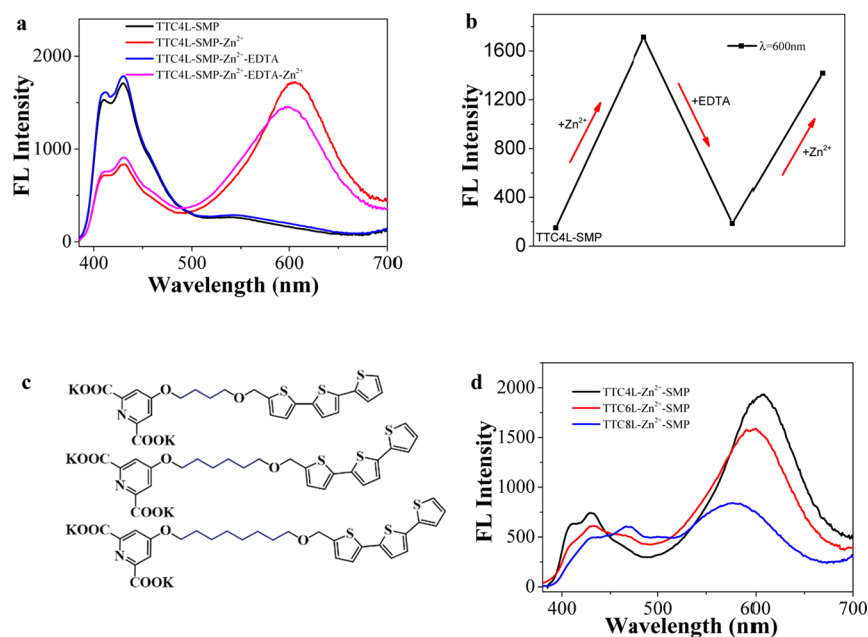 a
TTC4L-SMP
TTC4L-SMP-Zn²⁺
TTC4L-SMP-Zn²⁺-EDTA
TTC4L-SMP-Zn²⁺-EDTA-Zn²⁺
FL Intensity
2000
1000
0
400
500
600
700
Wavelength (nm)
b
λ=600nm
FL Intensity
1600
1200
800
400
0
+Zn²⁺
+EDTA
+Zn²⁺
TTC4L-SMP
c
KOOC
O
O
S
S
S
N
COOK
KOOC
O
O
S
S
S
N
COOK
KOOC
O
O
S
S
S
N
COOK
d
TTC4L-Zn²⁺-SMP
TTC6L-Zn²⁺-SMP
TTC8L-Zn²⁺-SMP
FL Intensity
2000
1500
1000
500
0
400
500
600
700
Wavelength (nm)